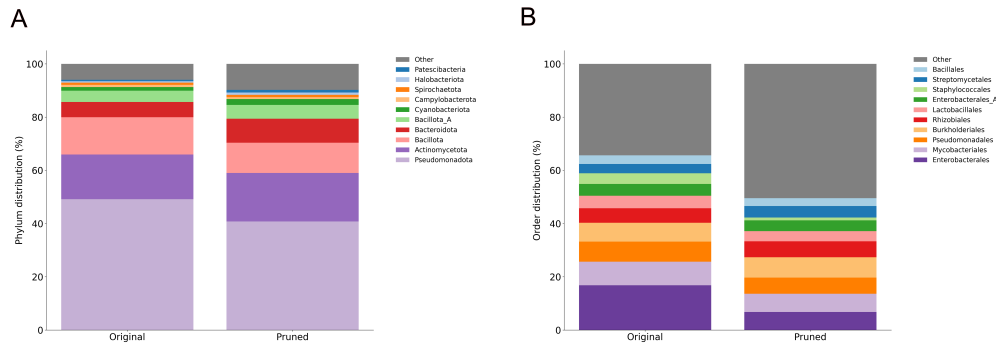 A
Phylum distribution (%)
100
80
60
40
20
0
Original
Pruned
Other
Patescibacteria
Halobacteriota
Spirochaetota
Campylobacterota
Cyanobacteriota
Bacillota_A
Bacteroidota
Bacillota
Actinomycetota
Pseudomonadota
B
Order distribution (%)
100
80
60
40
20
0
Original
Pruned
Other
Bacillales
Streptomycetales
Staphylococcales
Enterobacterales_A
Lactobacillales
Rhizobiales
Burkholderiales
Pseudomonadales
Mycobacteriales
Enterobacterales